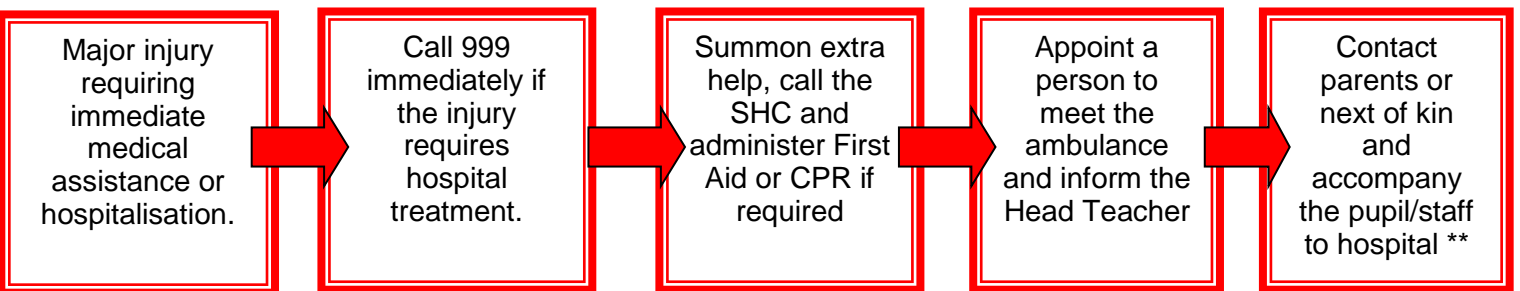 Major injury
requiring
immediate
medical
assistance or
hospitalisation.
Call 999
immediately if
the injury
requires
hospital
treatment.
Summon extra
help, call the
SHC and
administer First
Aid or CPR if
required
Appoint a
person to
meet the
ambulance
and inform the
Head Teacher
Contact
parents or
next of kin
and
accompany
the pupil/staff
to hospital **